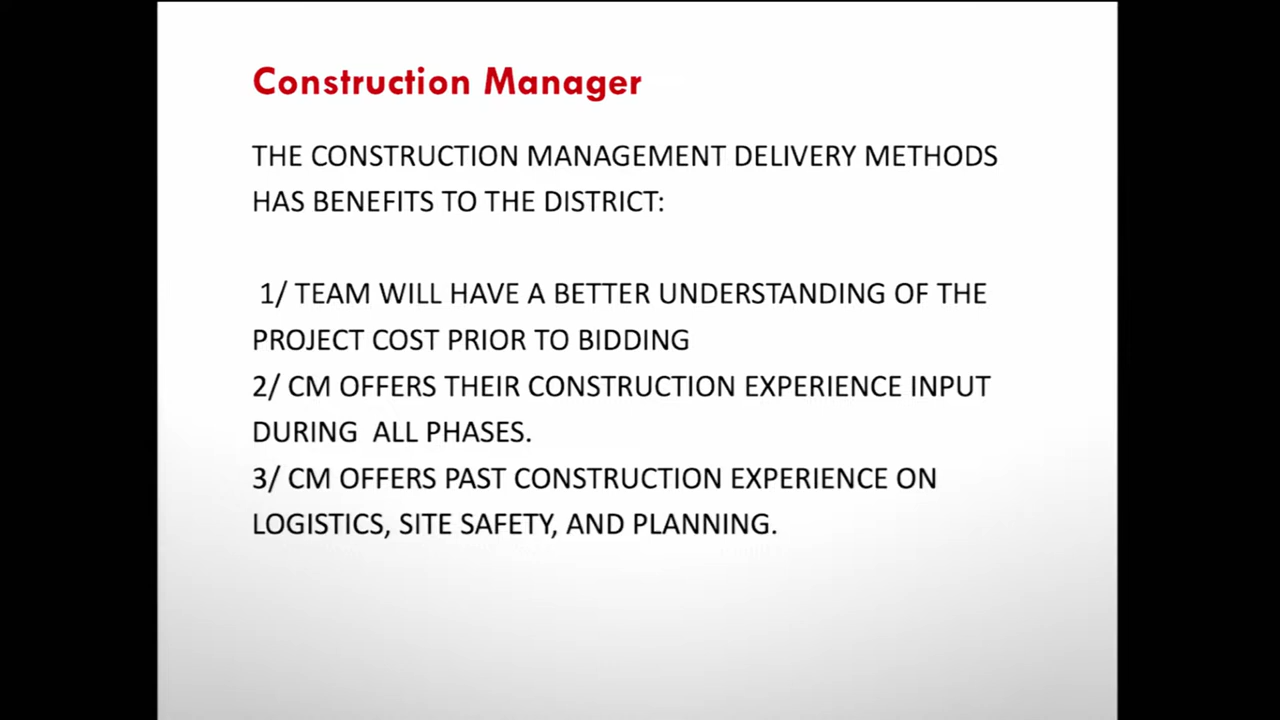 Construction Manager
THE CONSTRUCTION MANAGEMENT DELIVERY METHODS
HAS BENEFITS TO THE DISTRICT:
1/ TEAM WILL HAVE A BETTER UNDERSTANDING OF THE
PROJECT COST PRIOR TO BIDDING
2/ CM OFFERS THEIR CONSTRUCTION EXPERIENCE INPUT
DURING  ALL PHASES.
3/ CM OFFERS PAST CONSTRUCTION EXPERIENCE ON
LOGISTICS, SITE SAFETY, AND PLANNING.